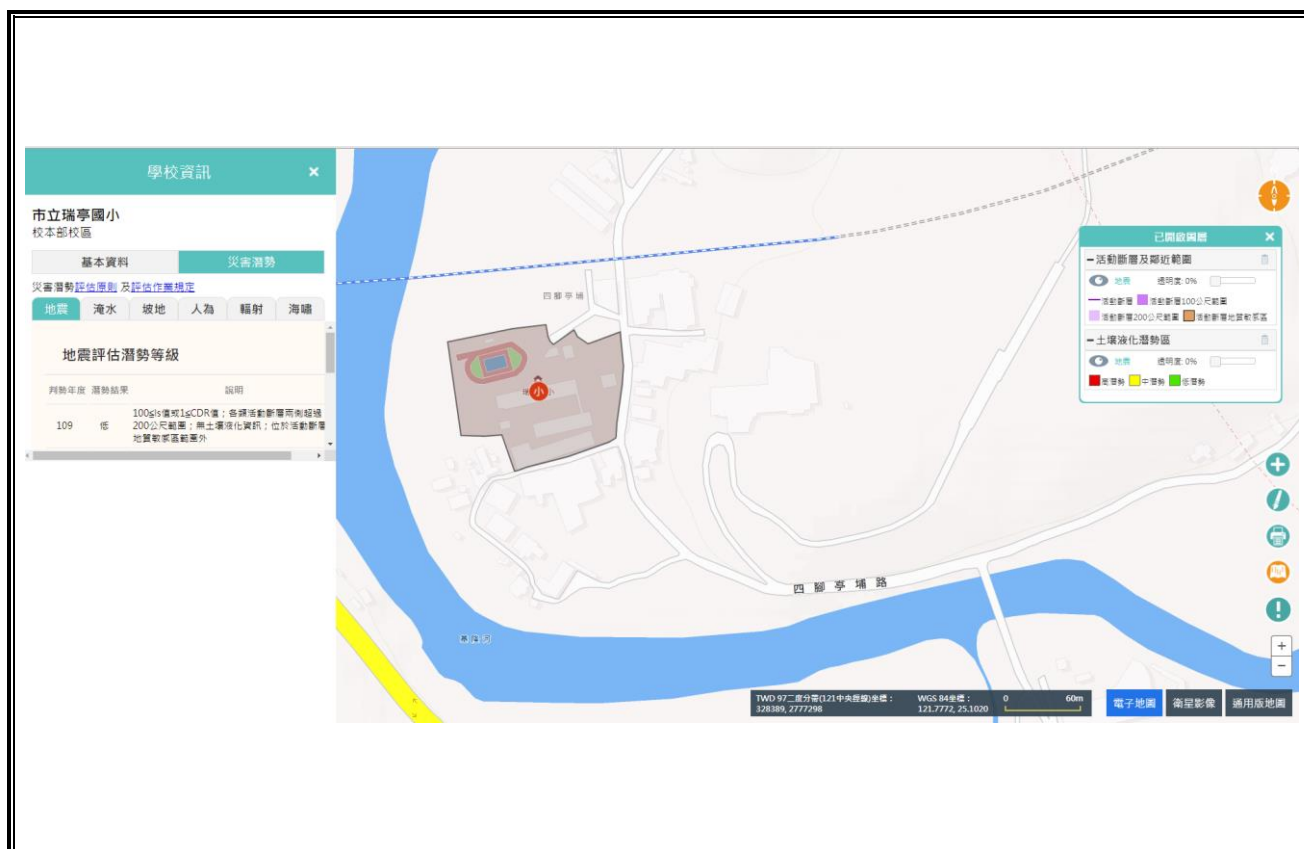 學校資訊 ×
市立瑞亭國小
校本部校區
基本資料 災害潛勢
災害潛勢評估原則 及評估作業規定
地震 淹水 坡地 人為 輻射 海嘯
地震評估潛勢等級
判勢年度 潛勢結果 說明
109 低
100≦Is值或1≦CDR值；各類活動斷層兩側超過
200公尺範圍；無土壤液化資訊；位於活動斷層
地質敏感區範圍外
四腳亭埔
小
四腳亭埔路
基隆河
已開啟圖層 ×
活動斷層及鄰近範圍
地震 透明度: 0%
活動斷層 活動斷層100公尺範圍
活動斷層200公尺範圍 活動斷層地質敏感區
土壤液化潛勢區
地震 透明度: 0%
高潛勢 中潛勢 低潛勢
TWD 97二度分帶(121中央經線)坐標：
328389, 2777298
WGS 84坐標：
121.7772, 25.1020
0 60m
電子地圖 衛星影像 通用版地圖